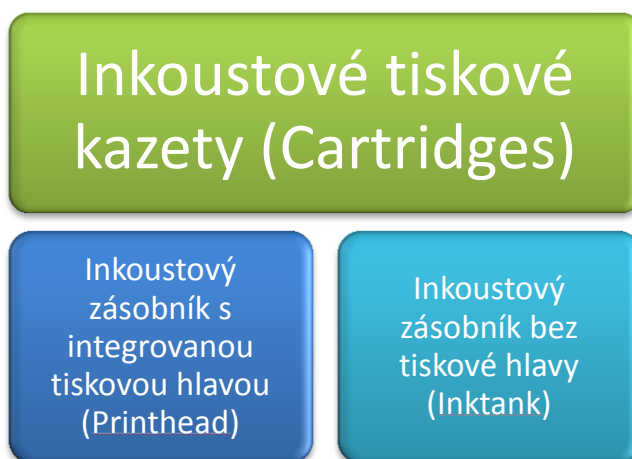 Inkoustové tiskové
kazety (Cartridges)
Inkoustový
zásobník s
integrovanou
tiskovou hlavou
(Printhead)
Inkoustový
zásobník bez
tiskové hlavy
(Inktank)